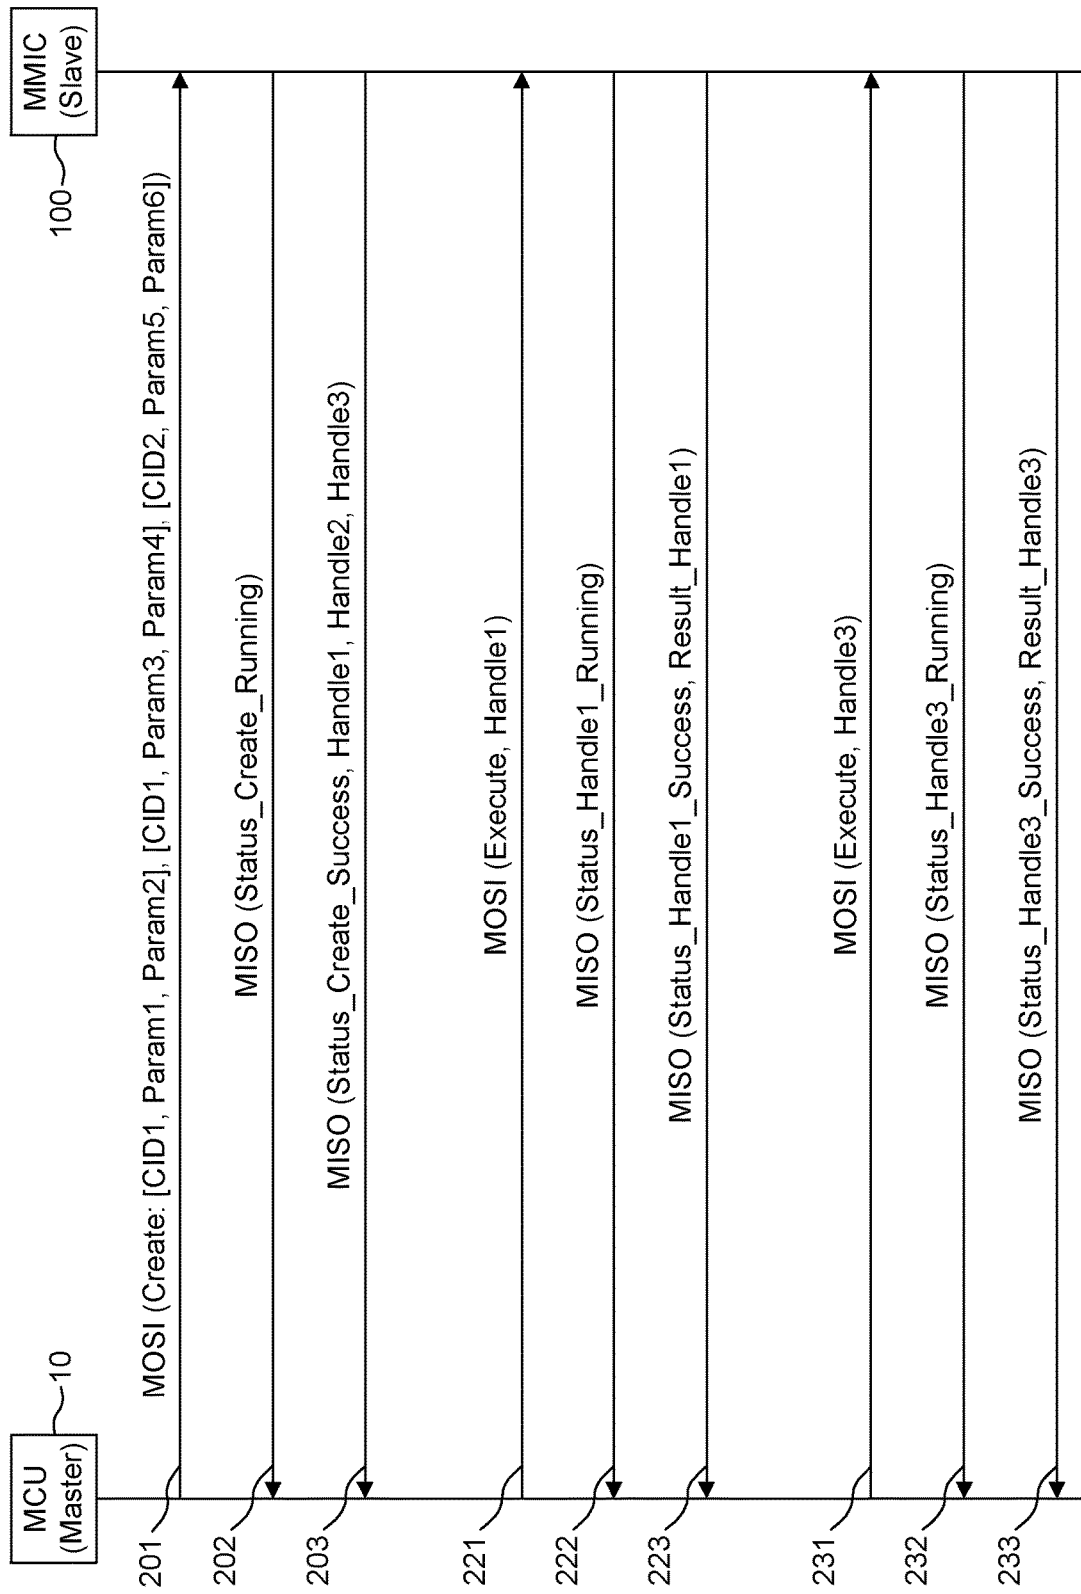 MCU
(Master)
10
MMIC
(Slave)
100
MOSI (Create: [CID1, Param1, Param2], [CID1, Param3, Param4], [CID2, Param5, Param6])
201
MISO (Status_Create_Running)
202
MISO (Status_Create_Success, Handle1, Handle2, Handle3)
203
MOSI (Execute, Handle1)
221
MISO (Status_Handle1_Running)
222
MISO (Status_Handle1_Success, Result_Handle1)
223
MOSI (Execute, Handle3)
231
MISO (Status_Handle3_Running)
232
MISO (Status_Handle3_Success, Result_Handle3)
233